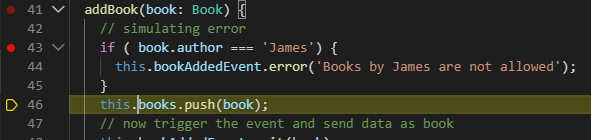 41 addBook(book: Book) {
42 // simulating error
43 if ( book.author === 'James') {
44 this.bookAddedEvent.error('Books by James are not allowed');
45 }
46 this.books.push(book);
47 // now trigger the event and send data as book